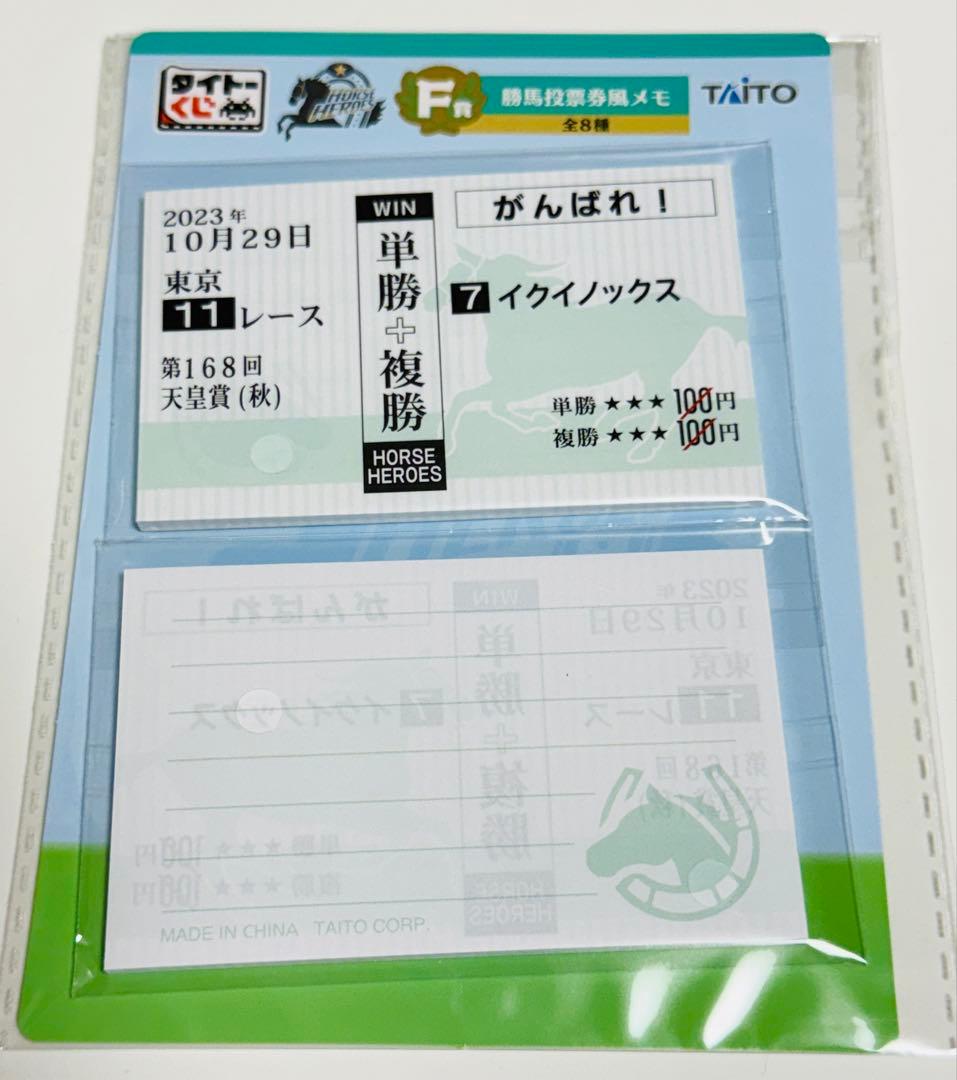 タイトー
くじ
HORSE
HEROES
F賞
勝馬投票券風メモ
全8種
TAITO
2023年
10月29日
東京
11レース
第168回
天皇賞(秋)
WIN
単勝+複勝
HORSE
HEROES
がんばれ!
7 イクイノックス
単勝★★★100円
複勝★★★100円
MADE IN CHINA TAITO CORP.